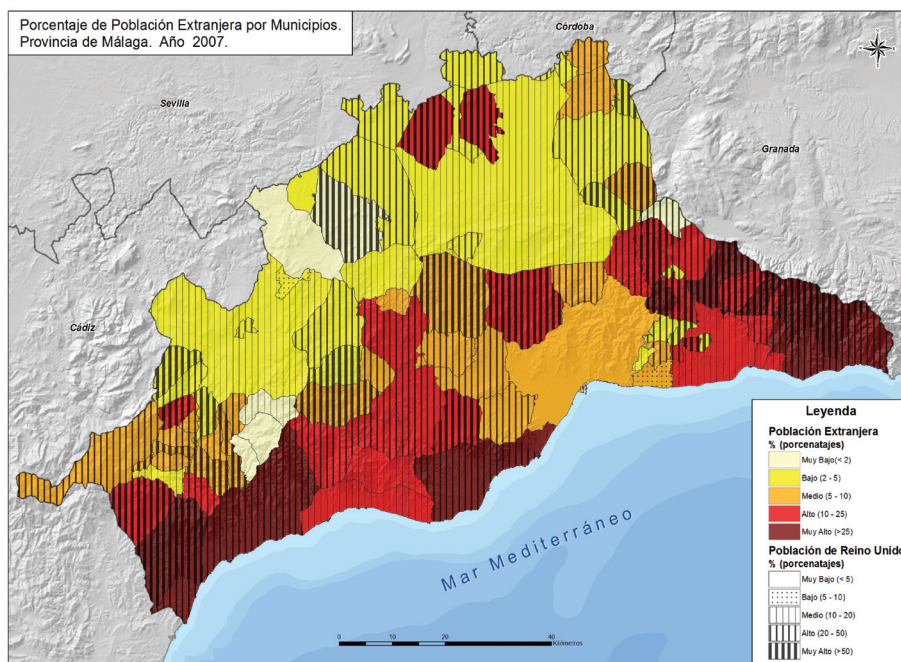 Porcentaje de Población Extranjera por Municipios.
Provincia de Málaga. Año 2007.
Córdoba
Sevilla
Granada
Cádiz
Mar Mediterráneo
0 10 20 40
Kilómetros
Leyenda
Población Extranjera
% (porcentajes)
Muy Bajo(< 2)
Bajo (2 - 5)
Medio (5 - 10)
Alto (10 - 25)
Muy Alto (>25)
Población de Reino Unido
% (porcentajes)
Muy Bajo (< 5)
Bajo (5 - 10)
Medio (10 - 20)
Alto (20 - 50)
Muy Alto (>50)